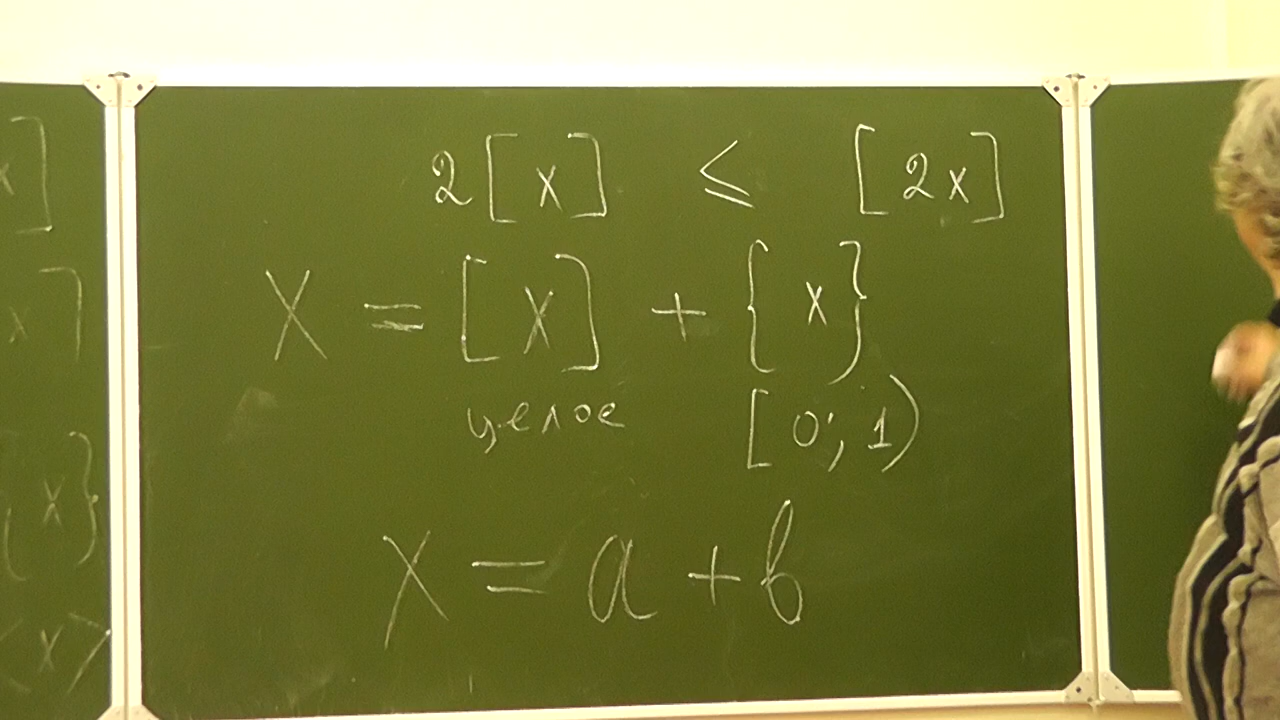 x]
x]
{x}
<x>
2[x] ≤ [2x]
X = [x] + {x}
целое [0; 1)
X = a + b